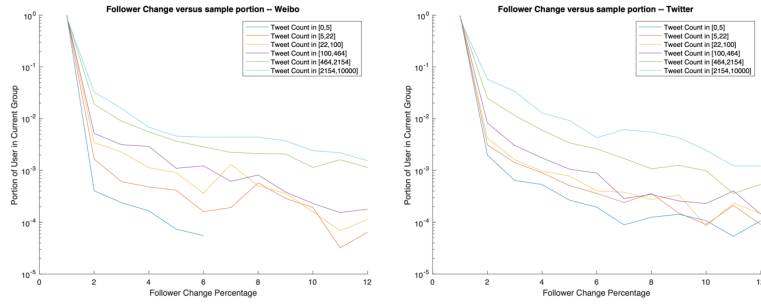 Follower Change versus sample portion -- Weibo
10^0
10^-1
10^-2
10^-3
10^-4
10^-5
Portion of User in Current Group
Tweet Count in [0,5]
Tweet Count in [5,22]
Tweet Count in [22,100]
Tweet Count in [100,464]
Tweet Count in [464,2154]
Tweet Count in [2154,10000]
0 2 4 6 8 10 12
Follower Change Percentage
Follower Change versus sample portion -- Twitter
10^0
10^-1
10^-2
10^-3
10^-4
10^-5
Portion of User in Current Group
Tweet Count in [0,5]
Tweet Count in [5,22]
Tweet Count in [22,100]
Tweet Count in [100,464]
Tweet Count in [464,2154]
Tweet Count in [2154,10000]
0 2 4 6 8 10 12
Follower Change Percentage